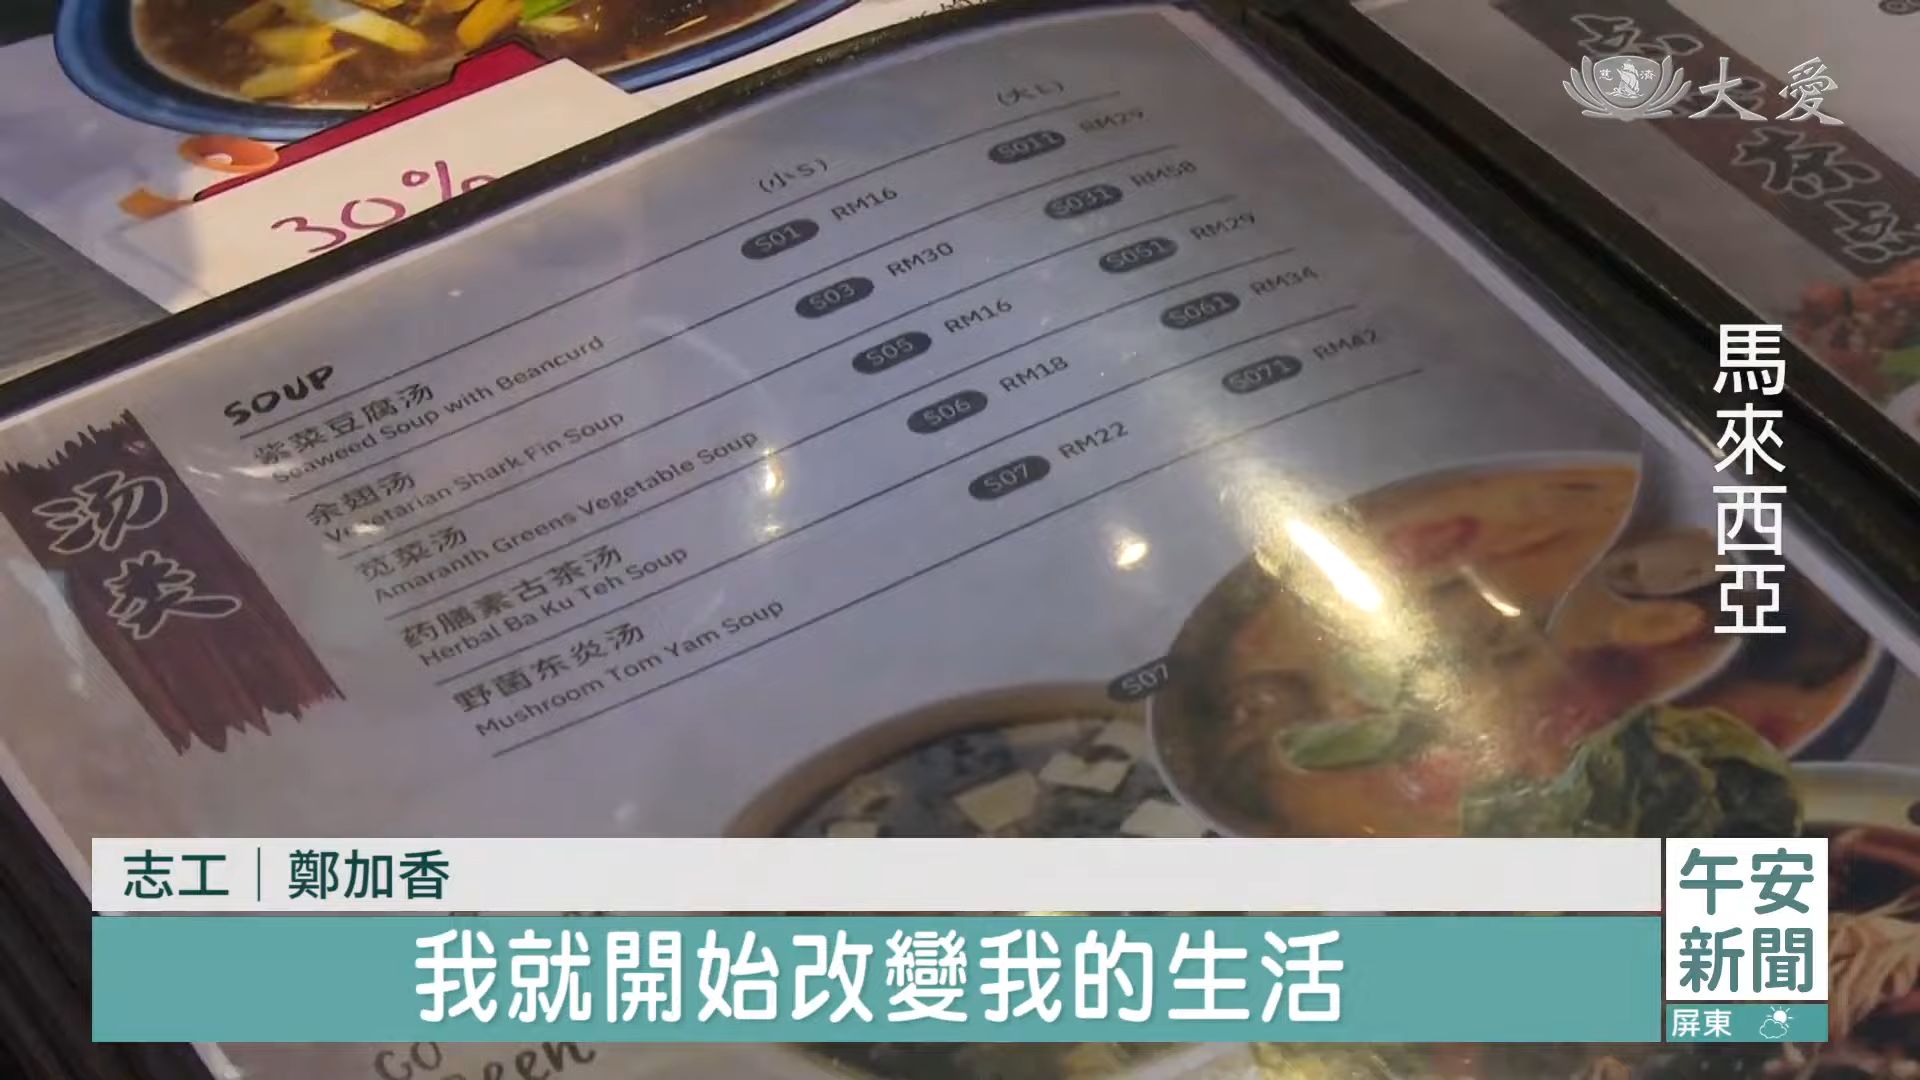 大愛
慈濟
馬來西亞
30%
点
茶
点
汤类
SOUP
(小S)
(大L)
紫菜豆腐汤
Seaweed Soup with Beancurd
S01 RM16
S011 RM29
余翅汤
Vegetarian Shark Fin Soup
S03 RM30
S031 RM58
苋菜汤
Amaranth Greens Vegetable Soup
S05 RM16
S051 RM29
药膳素古茶汤
Herbal Ba Ku Teh Soup
S06 RM18
S061 RM34
野菌东炎汤
Mushroom Tom Yam Soup
S07 RM22
S071 RM42
S07
志工｜鄭加香
我就開始改變我的生活
午安
新聞
屏東